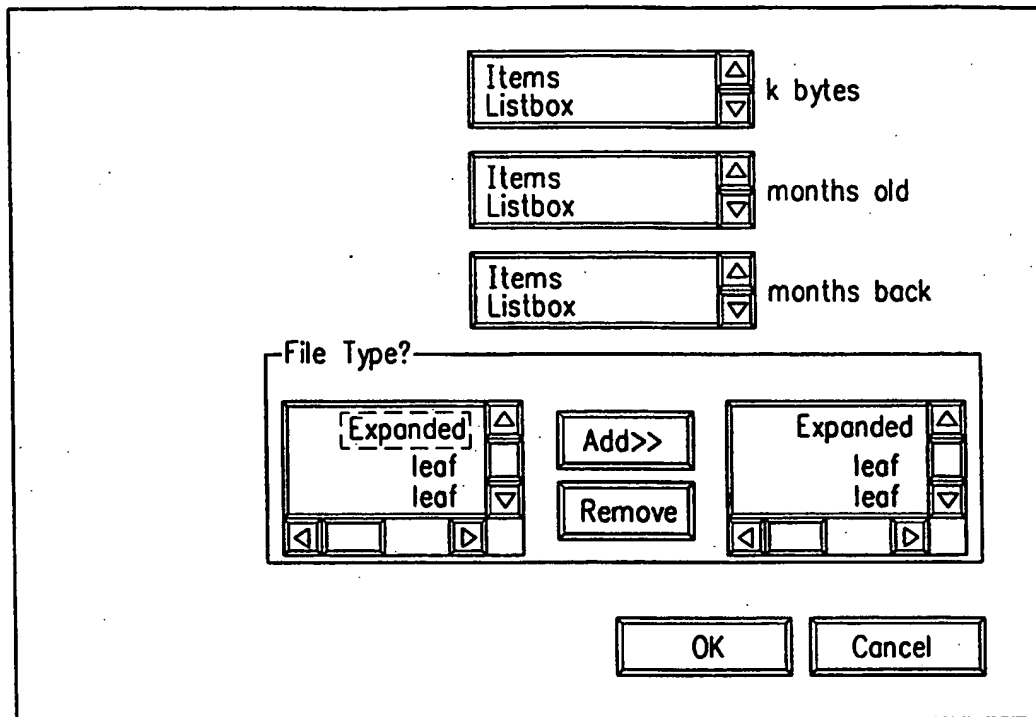 Items
Listbox
k bytes
Items
Listbox
months old
Items
Listbox
months back
File Type?
Expanded
leaf
leaf
Add>>
Remove
Expanded
leaf
leaf
OK
Cancel